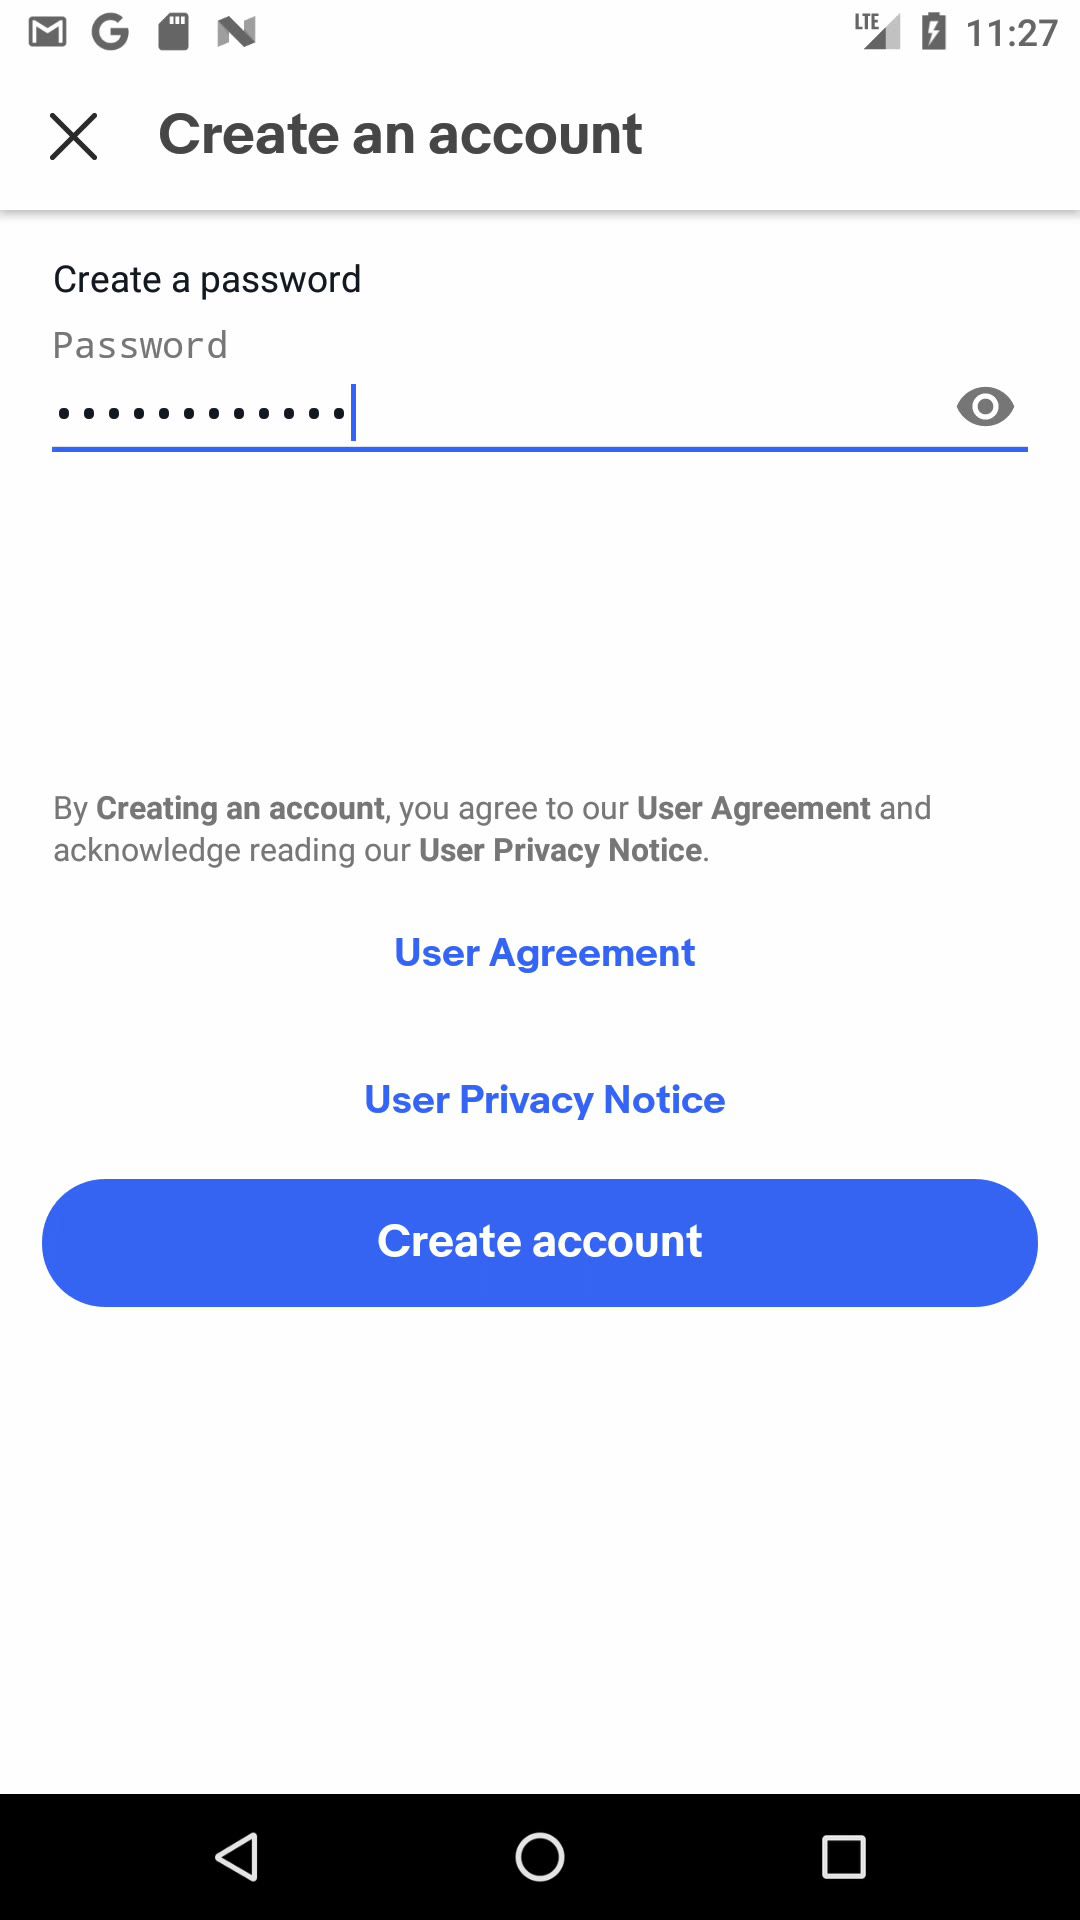 LTE 11:27
Create an account
Create a password
Password
••••••••••••
By Creating an account, you agree to our User Agreement and
acknowledge reading our User Privacy Notice.
User Agreement
User Privacy Notice
Create account